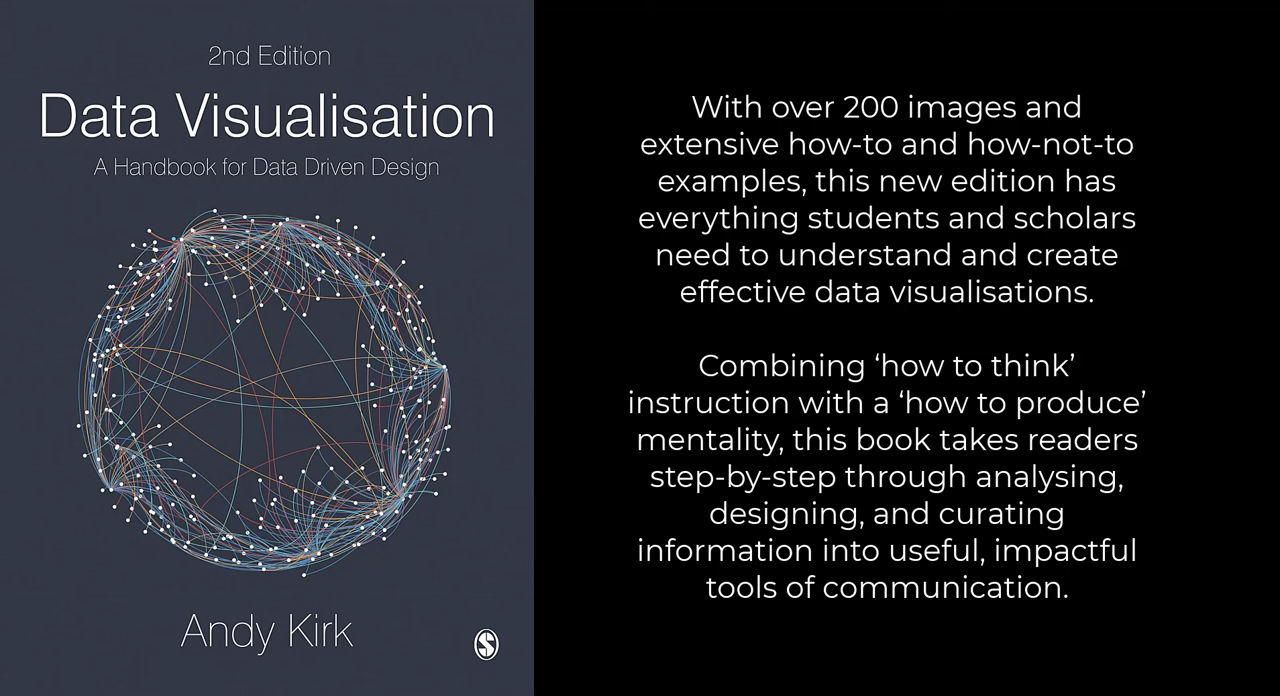 2nd Edition
Data Visualisation
A Handbook for Data Driven Design
Andy Kirk
S
With over 200 images and
extensive how-to and how-not-to
examples, this new edition has
everything students and scholars
need to understand and create
effective data visualisations.
Combining ‘how to think’
instruction with a ‘how to produce’
mentality, this book takes readers
step-by-step through analysing,
designing, and curating
information into useful, impactful
tools of communication.